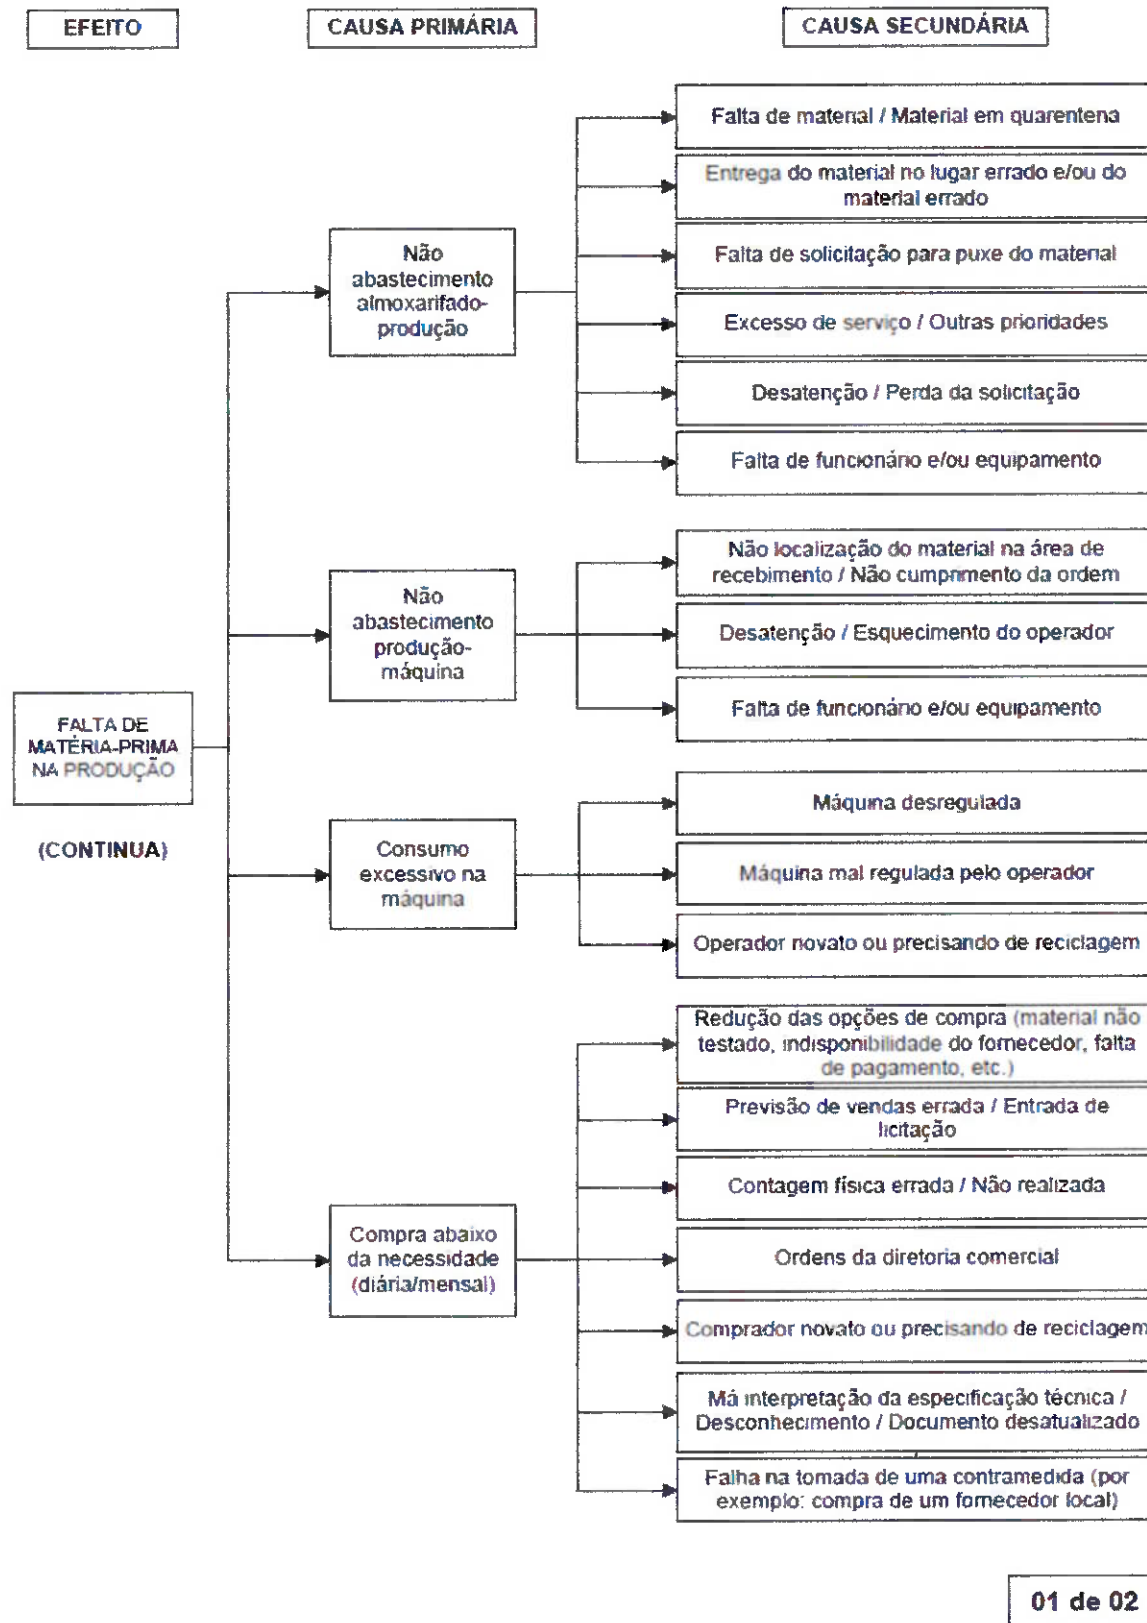 EFEITO
CAUSA PRIMÁRIA
CAUSA SECUNDÁRIA
Falta de material / Material em quarentena
Entrega do material no lugar errado e/ou do
material errado
Não
abastecimento
almoxarifado-
produção
Falta de solicitação para puxe do material
Excesso de serviço / Outras prioridades
Desatenção / Perda da solicitação
Falta de funcionário e/ou equipamento
Não
abastecimento
produção-
máquina
Não localização do material na área de
recebimento / Não cumprimento da ordem
Desatenção / Esquecimento do operador
Falta de funcionário e/ou equipamento
FALTA DE
MATÉRIA-PRIMA
NA PRODUÇÃO
(CONTINUA)
Consumo
excessivo na
máquina
Máquina desregulada
Máquina mal regulada pelo operador
Operador novato ou precisando de reciclagem
Compra abaixo
da necessidade
(diária/mensal)
Redução das opções de compra (material não
testado, indisponibilidade do fornecedor, falta
de pagamento, etc.)
Previsão de vendas errada / Entrada de
licitação
Contagem física errada / Não realizada
Ordens da diretoria comercial
Comprador novato ou precisando de reciclagem
Má interpretação da especificação técnica /
Desconhecimento / Documento desatualizado
Falha na tomada de uma contramedida (por
exemplo: compra de um fornecedor local)
01 de 02